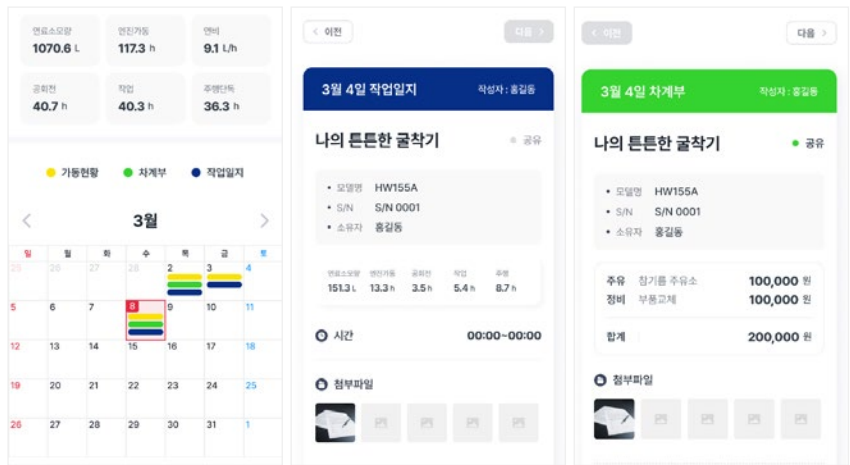 연료소모량 엔진가동 연비
1070.6 L 117.3 h 9.1 L/h
공회전 작업 주행단독
40.7 h 40.3 h 36.3 h
가동현황 차계부 작업일지
< 3월 >
일 월 화 수 목 금 토
25 26 27 28 2 3 4
5 6 7 8 9 10 11
12 13 14 15 16 17 18
19 20 21 22 23 24 25
26 27 28 29 30 31 1
< 이전 다음 >
3월 4일 작업일지 작성자 : 홍길동
나의 튼튼한 굴착기 공유
• 모델명 HW155A
• S/N S/N 0001
• 소유자 홍길동
연료소모량 엔진가동 공회전 작업 주행
151.3 L 13.3 h 3.5 h 5.4 h 8.7 h
시간 00:00~00:00
첨부파일
< 이전 다음 >
3월 4일 차계부 작성자 : 홍길동
나의 튼튼한 굴착기 공유
• 모델명 HW155A
• S/N S/N 0001
• 소유자 홍길동
주유 참기름 주유소 100,000 원
정비 부품교체 100,000 원
합계 200,000 원
첨부파일